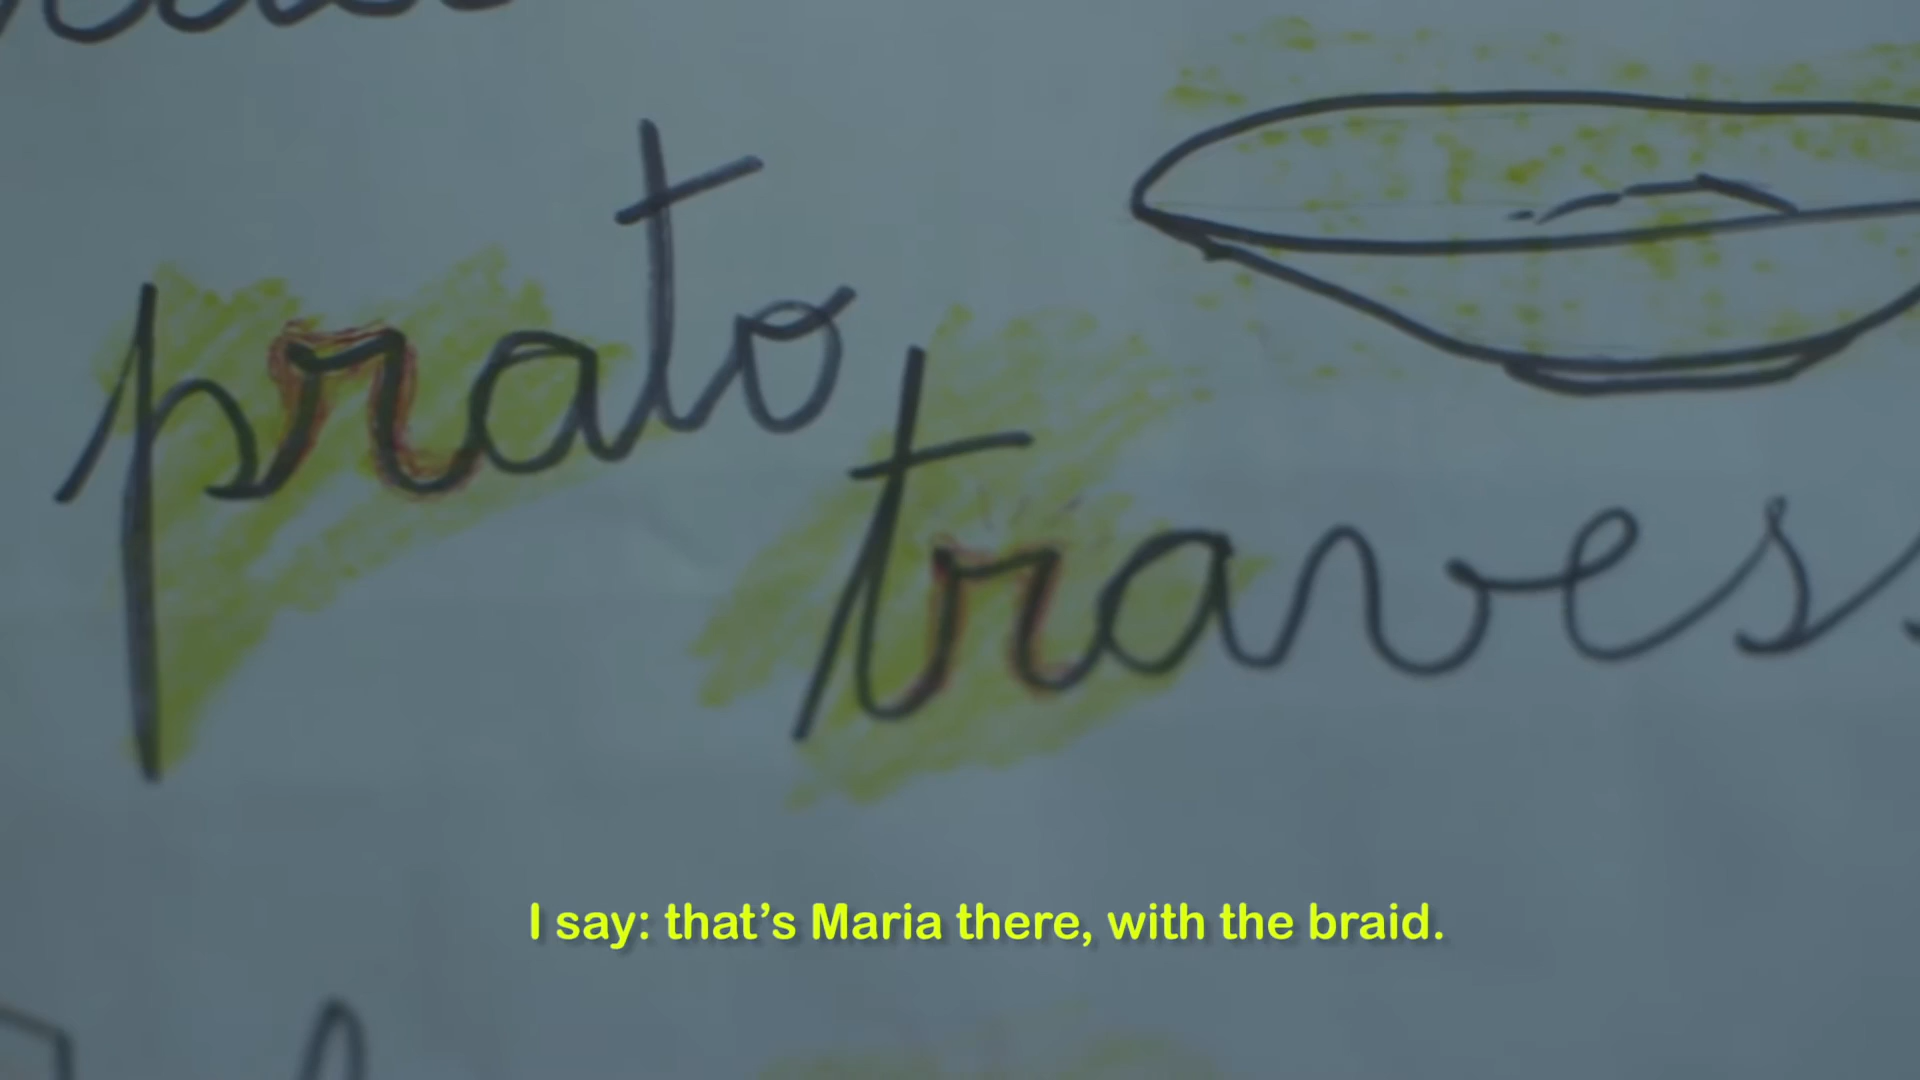 prato
traves
I say: that’s Maria there, with the braid.